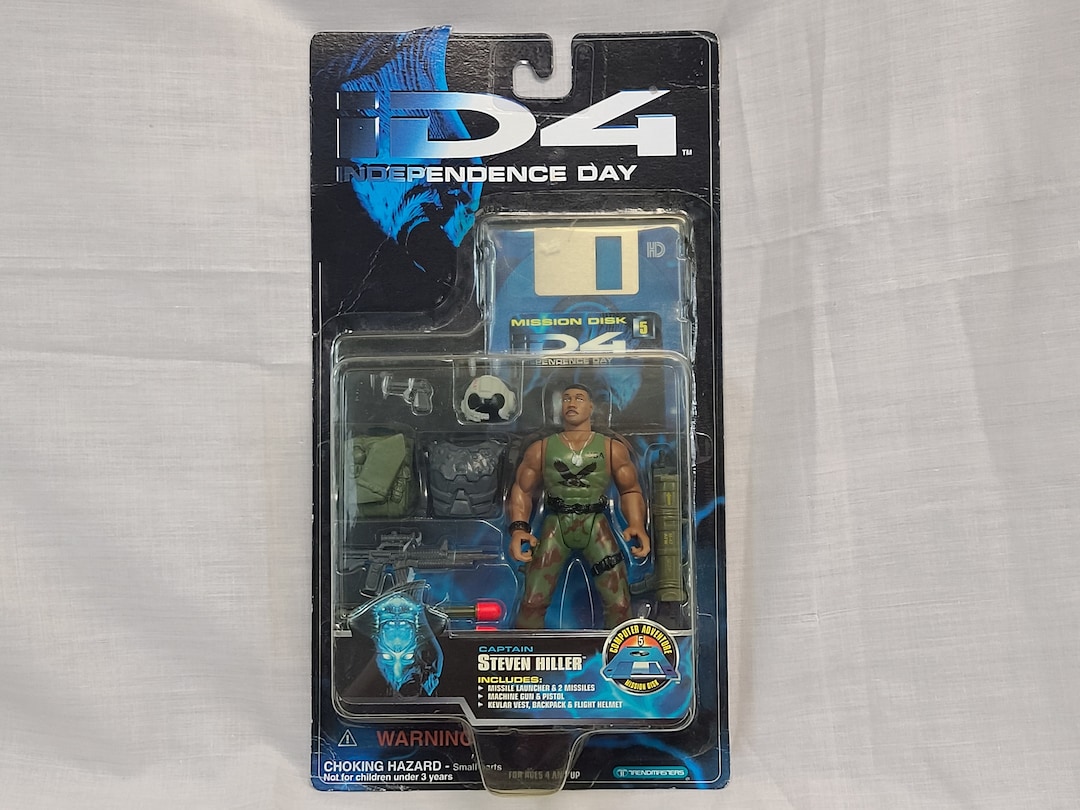 iD4 ™
INDEPENDENCE DAY
HD
MISSION DISK 5
iD4
INDEPENDENCE DAY
CAPTAIN
STEVEN HILLER™
INCLUDES:
► MISSILE LAUNCHER & 2 MISSILES
► MACHINE GUN & PISTOL
► KEVLAR VEST, BACKPACK & FLIGHT HELMET
COMPUTER ADVENTURE
5
MISSION DISK
WARNING
CHOKING HAZARD - Small parts
Not for children under 3 years
FOR AGES 4 AND UP
TRENDMASTERS